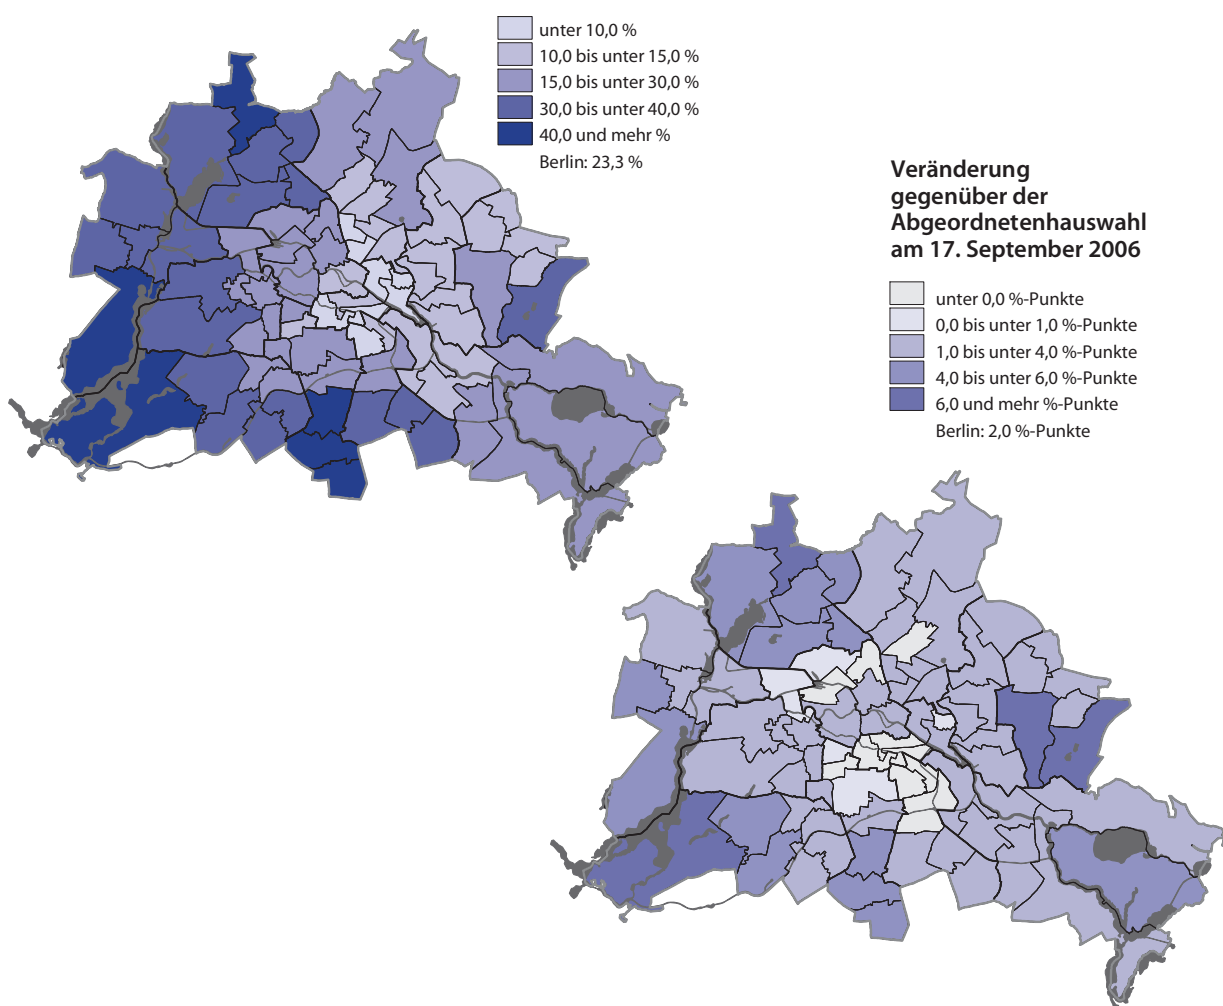 unter 10,0 %
10,0 bis unter 15,0 %
15,0 bis unter 30,0 %
30,0 bis unter 40,0 %
40,0 und mehr %
Berlin: 23,3 %
Veränderung
gegenüber der
Abgeordnetenhauswahl
am 17. September 2006
unter 0,0 %-Punkte
0,0 bis unter 1,0 %-Punkte
1,0 bis unter 4,0 %-Punkte
4,0 bis unter 6,0 %-Punkte
6,0 und mehr %-Punkte
Berlin: 2,0 %-Punkte